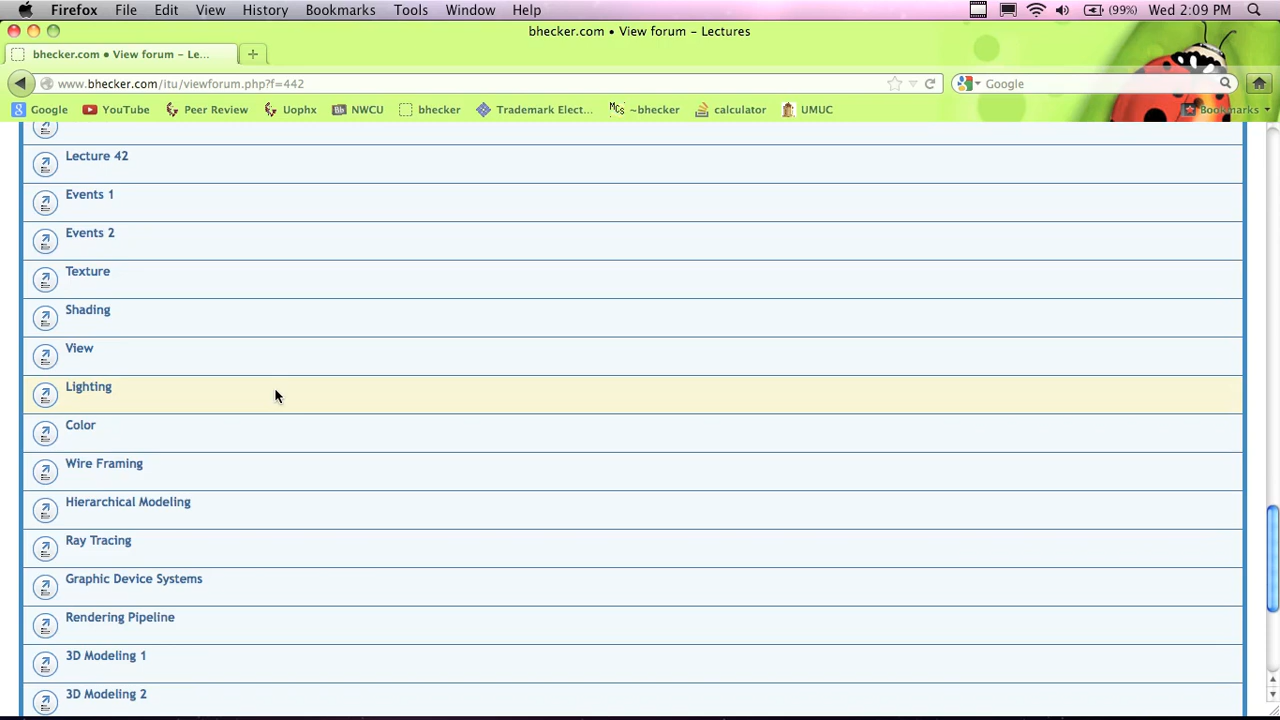 Firefox File Edit View History Bookmarks Tools Window Help (99%) Wed 2:09 PM
bhecker.com • View forum – Lectures
bhecker.com • View forum – Le...
www.bhecker.com/itu/viewforum.php?f=442 Google
Google YouTube Peer Review Uophx NWCU bhecker Trademark Elect... ~bhecker calculator UMUC Bookmarks
Lecture 42
Events 1
Events 2
Texture
Shading
View
Lighting
Color
Wire Framing
Hierarchical Modeling
Ray Tracing
Graphic Device Systems
Rendering Pipeline
3D Modeling 1
3D Modeling 2